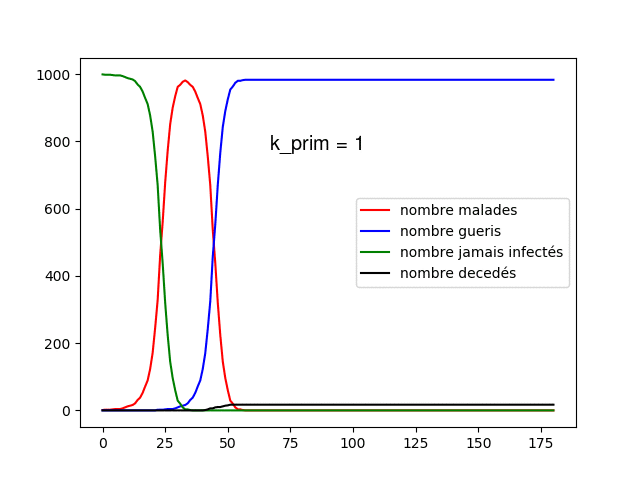 1000
800
600
400
200
0
k_prim = 1
nombre malades
nombre gueris
nombre jamais infectés
nombre decedés
0 25 50 75 100 125 150 175